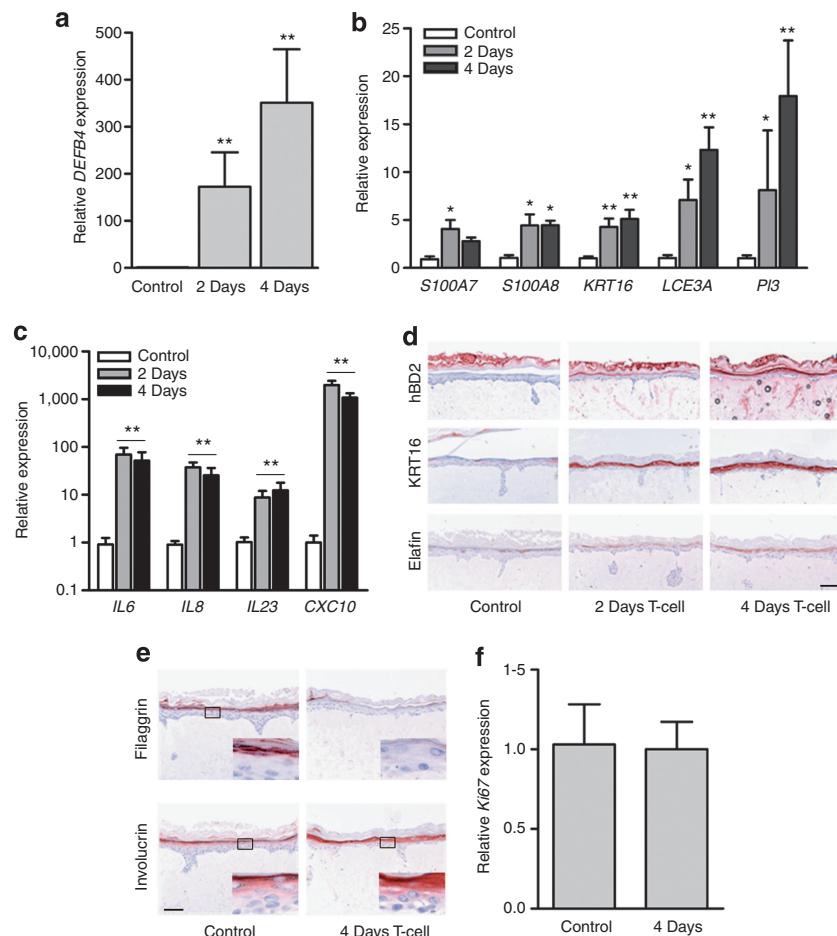 a
Relative DEFB4 expression
500
400
300
200
100
0
**
**
Control
2 Days
4 Days
b
Relative expression
25
20
15
10
5
0
Control
2 Days
4 Days
*
*
*
**
**
*
**
*
**
S100A7
S100A8
KRT16
LCE3A
PI3
c
Relative expression
10,000
1,000
100
10
1
0.1
Control
2 Days
4 Days
**
**
**
**
IL6
IL8
IL23
CXC10
d
hBD2
KRT16
Elafin
Control
2 Days T-cell
4 Days T-cell
e
Filaggrin
Involucrin
Control
4 Days T-cell
f
Relative Ki67 expression
1-5
1.0
0.5
0.0
Control
4 Days